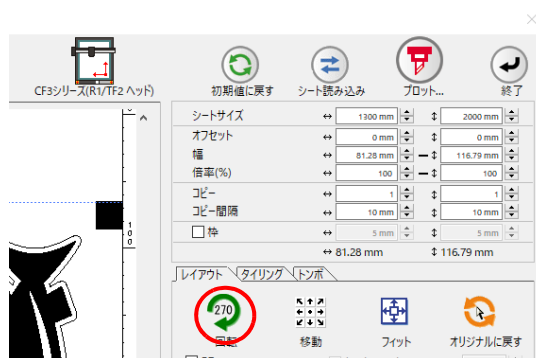 CF3シリーズ(R1/TF2 ヘッド)
初期値に戻す
シート読み込み
プロット...
終了
シートサイズ 1300 mm 2000 mm
オフセット 0 mm 0 mm
幅 81.28 mm 116.79 mm
倍率(%) 100 100
コピー 1 1
コピー間隔 10 mm 10 mm
枠 5 mm 5 mm
81.28 mm 116.79 mm
100
レイアウト タイリング トンボ
270
回転
移動
フィット
オリジナルに戻す